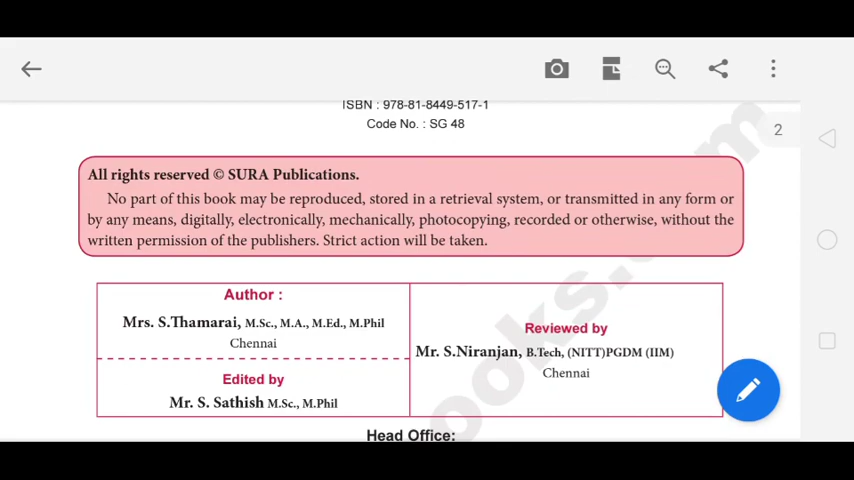 ISBN : 978-81-8449-517-1
Code No. : SG 48
2
All rights reserved © SURA Publications.
No part of this book may be reproduced, stored in a retrieval system, or transmitted in any form or
by any means, digitally, electronically, mechanically, photocopying, recorded or otherwise, without the
written permission of the publishers. Strict action will be taken.
Author :
Mrs. S.Thamarai, M.Sc., M.A., M.Ed., M.Phil
Chennai
Edited by
Mr. S. Sathish M.Sc., M.Phil
Reviewed by
Mr. S.Niranjan, B.Tech, (NITT)PGDM (IIM)
Chennai
Head Office:
ooks.com